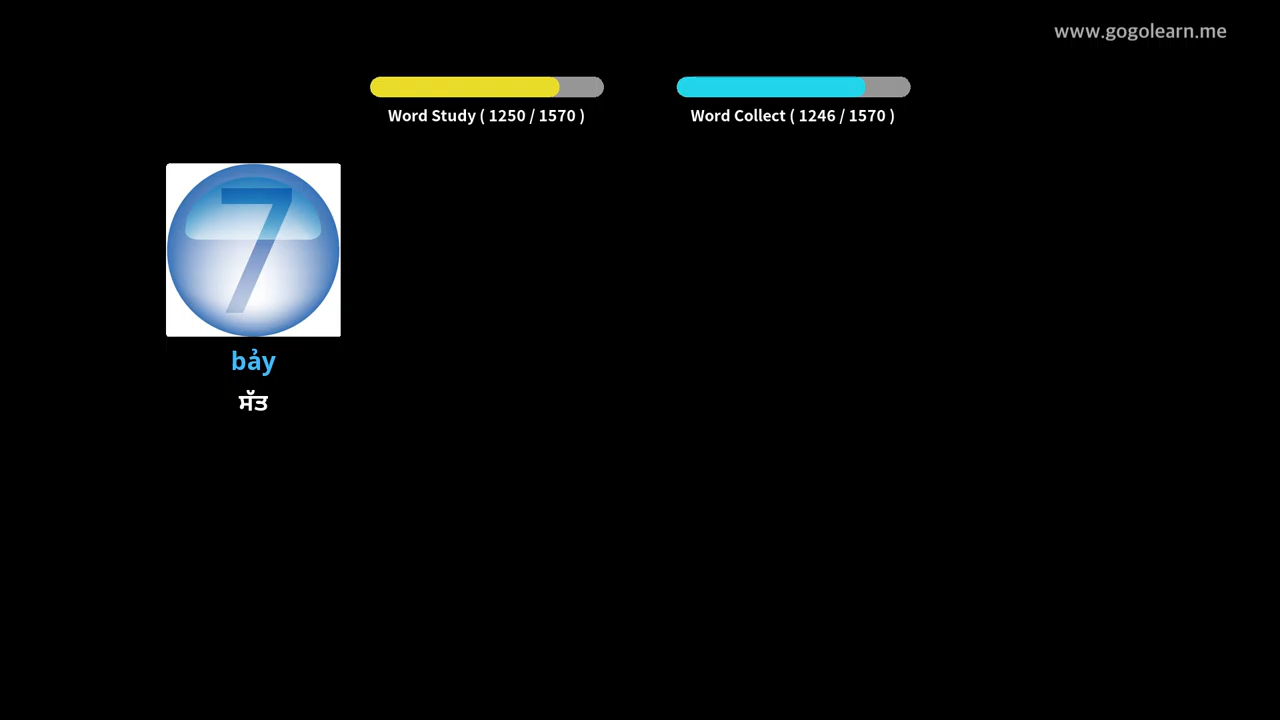 www.gogolearn.me
Word Study ( 1250 / 1570 )
Word Collect ( 1246 / 1570 )
7
bảy
ਸੱਤ